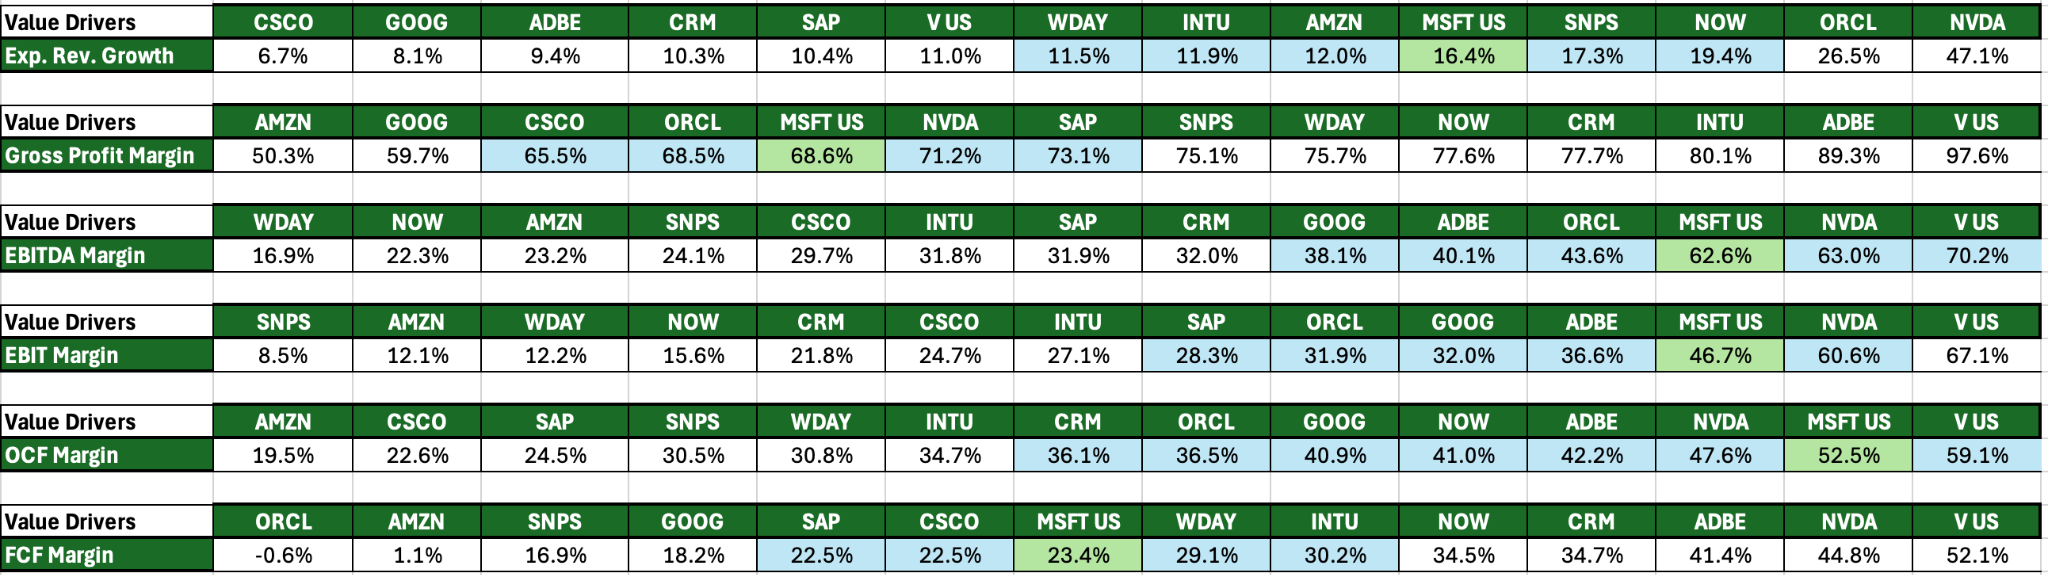 Value Drivers CSCO GOOG ADBE CRM SAP V US WDAY INTU AMZN MSFT US SNPS NOW ORCL NVDA
Exp. Rev. Growth 6.7% 8.1% 9.4% 10.3% 10.4% 11.0% 11.5% 11.9% 12.0% 16.4% 17.3% 19.4% 26.5% 47.1%
Value Drivers AMZN GOOG CSCO ORCL MSFT US NVDA SAP SNPS WDAY NOW CRM INTU ADBE V US
Gross Profit Margin 50.3% 59.7% 65.5% 68.5% 68.6% 71.2% 73.1% 75.1% 75.7% 77.6% 77.7% 80.1% 89.3% 97.6%
Value Drivers WDAY NOW AMZN SNPS CSCO INTU SAP CRM GOOG ADBE ORCL MSFT US NVDA V US
EBITDA Margin 16.9% 22.3% 23.2% 24.1% 29.7% 31.8% 31.9% 32.0% 38.1% 40.1% 43.6% 62.6% 63.0% 70.2%
Value Drivers SNPS AMZN WDAY NOW CRM CSCO INTU SAP ORCL GOOG ADBE MSFT US NVDA V US
EBIT Margin 8.5% 12.1% 12.2% 15.6% 21.8% 24.7% 27.1% 28.3% 31.9% 32.0% 36.6% 46.7% 60.6% 67.1%
Value Drivers AMZN CSCO SAP SNPS WDAY INTU CRM ORCL GOOG NOW ADBE NVDA MSFT US V US
OCF Margin 19.5% 22.6% 24.5% 30.5% 30.8% 34.7% 36.1% 36.5% 40.9% 41.0% 42.2% 47.6% 52.5% 59.1%
Value Drivers ORCL AMZN SNPS GOOG SAP CSCO MSFT US WDAY INTU NOW CRM ADBE NVDA V US
FCF Margin -0.6% 1.1% 16.9% 18.2% 22.5% 22.5% 23.4% 29.1% 30.2% 34.5% 34.7% 41.4% 44.8% 52.1%